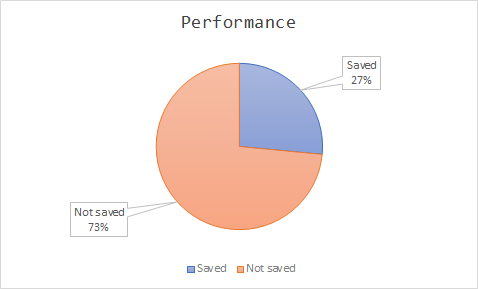 Performance
Saved
27%
Not saved
73%
Saved Not saved